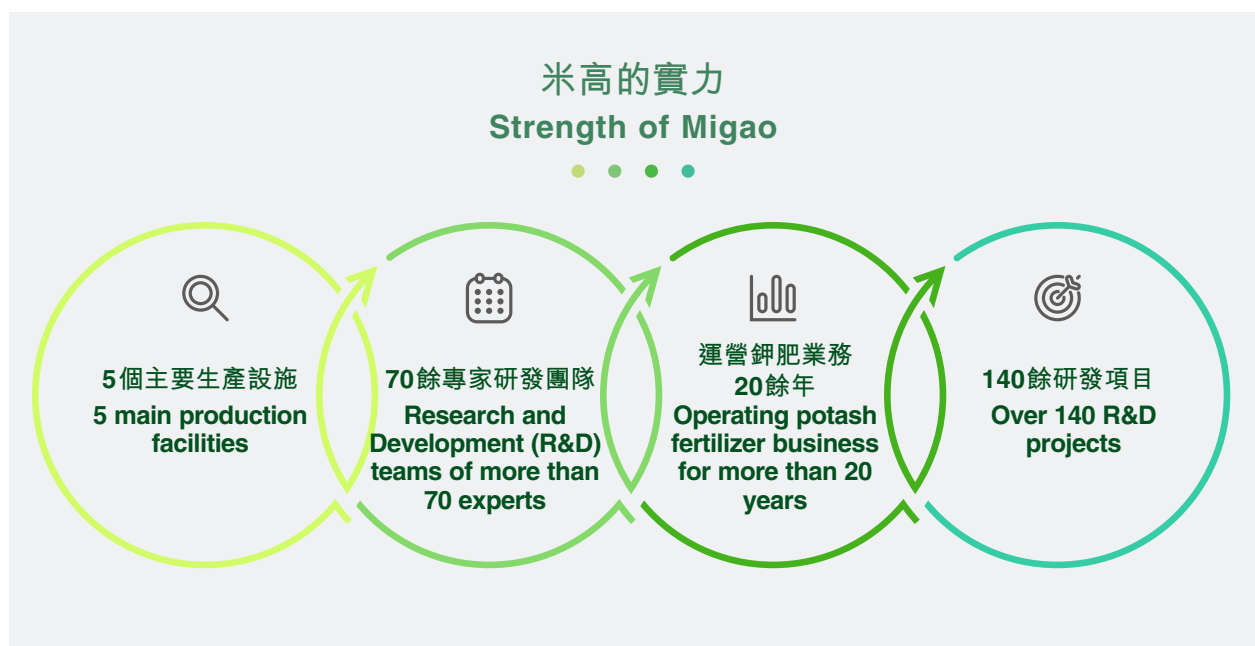 米高的實力
Strength of Migao
5個主要生產設施
5 main production
facilities
70餘專家研發團隊
Research and
Development (R&D)
teams of more than
70 experts
運營鉀肥業務
20餘年
Operating potash
fertilizer business
for more than 20
years
140餘研發項目
Over 140 R&D
projects